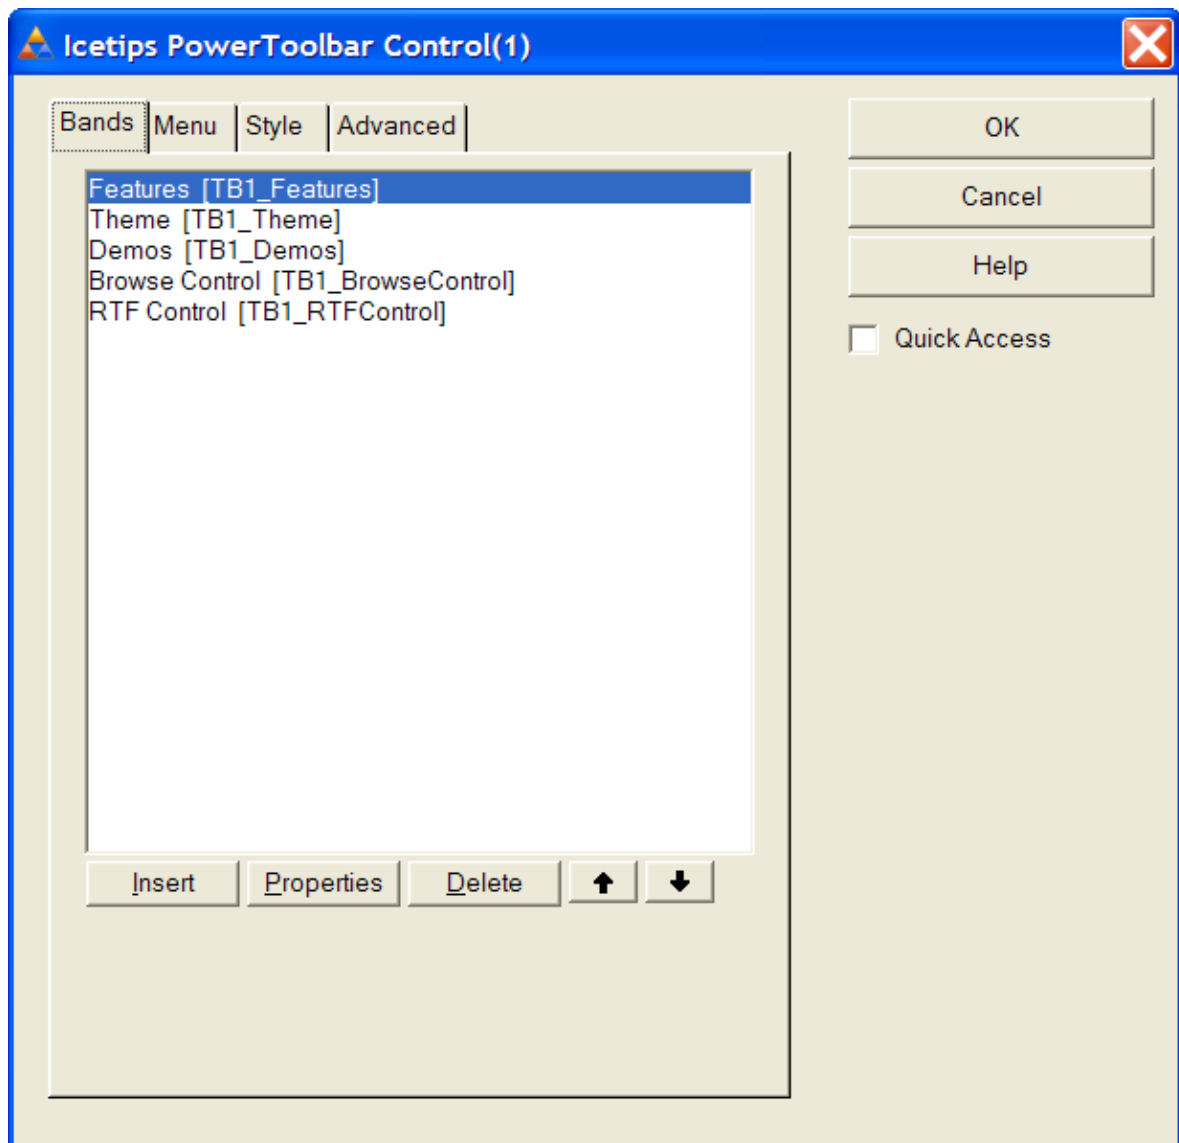 Icetips PowerToolbar Control(1)
Bands Menu Style Advanced
Features [TB1_Features]
Theme [TB1_Theme]
Demos [TB1_Demos]
Browse Control [TB1_BrowseControl]
RTF Control [TB1_RTFControl]
Insert Properties Delete
OK
Cancel
Help
Quick Access